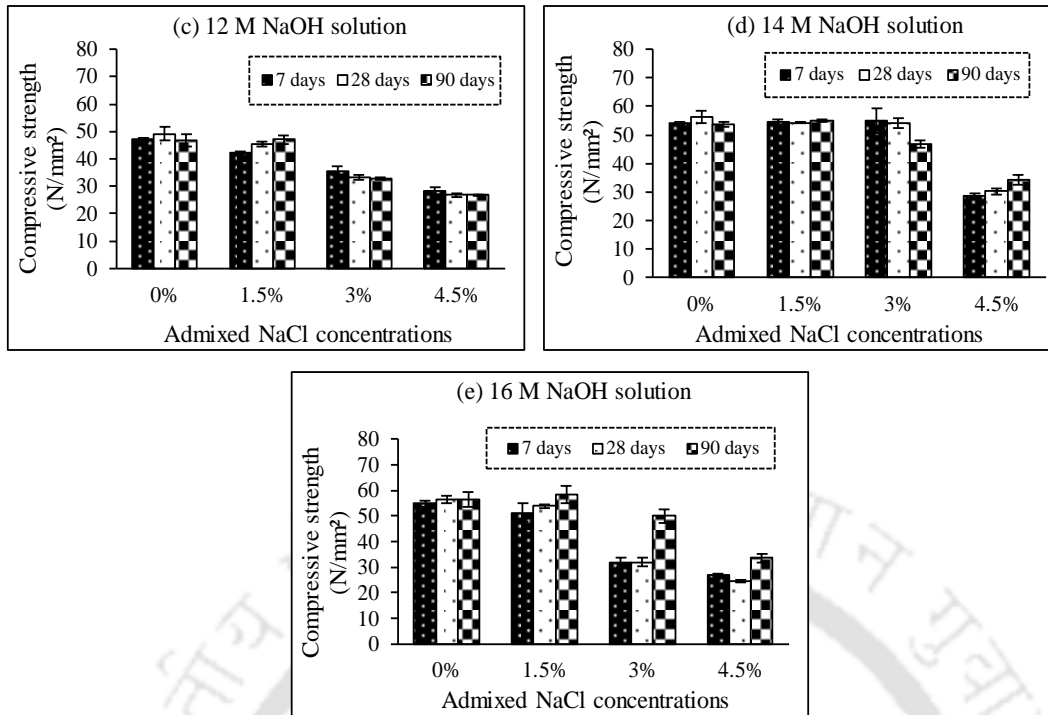 (c) 12 M NaOH solution
Compressive strength
(N/mm²)
80
70
60
50
40
30
20
10
0
7 days 28 days 90 days
0% 1.5% 3% 4.5%
Admixed NaCl concentrations
(d) 14 M NaOH solution
Compressive strength
(N/mm²)
80
70
60
50
40
30
20
10
0
7 days 28 days 90 days
0% 1.5% 3% 4.5%
Admixed NaCl concentrations
(e) 16 M NaOH solution
Compressive strength
(N/mm²)
80
70
60
50
40
30
20
10
0
7 days 28 days 90 days
0% 1.5% 3% 4.5%
Admixed NaCl concentrations